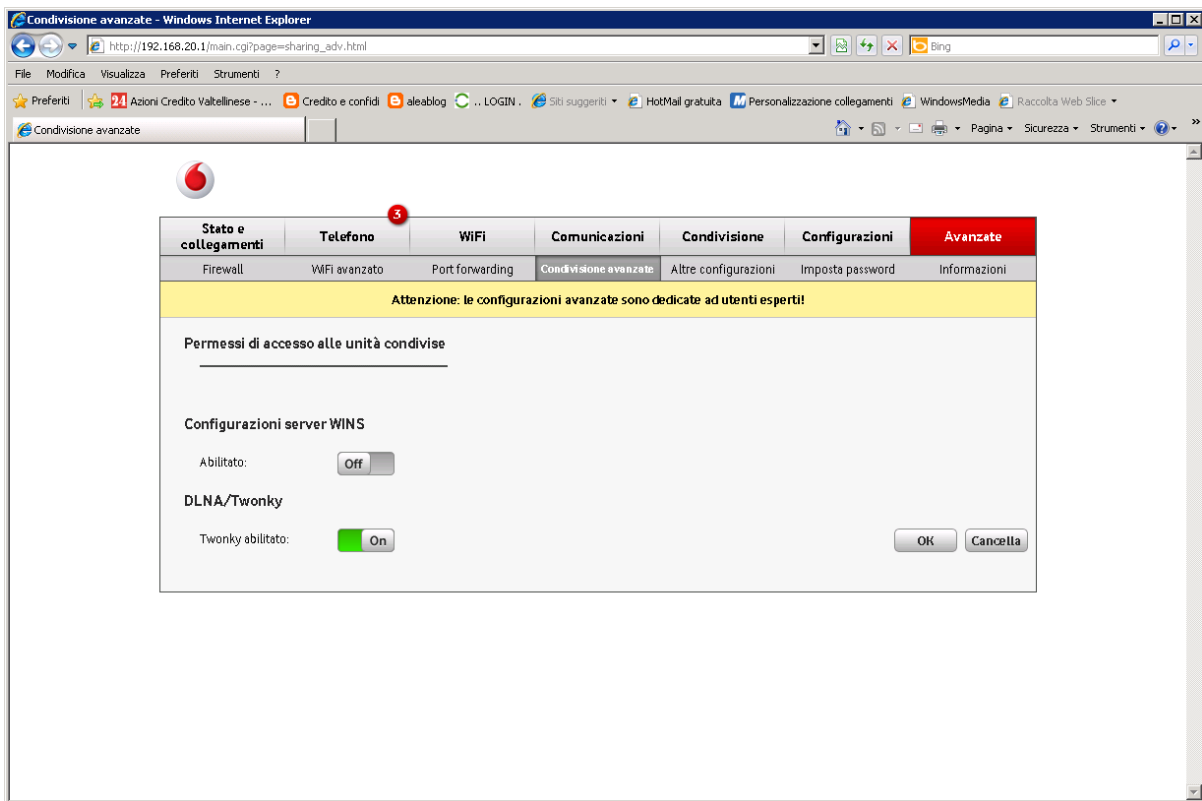 Condivisione avanzate - Windows Internet Explorer
http://192.168.20.1/main.cgi?page=sharing_adv.html
Bing
File Modifica Visualizza Preferiti Strumenti ?
Preferiti 24 Azioni Credito Valtellinese - ... Credito e confidi aleablog .. LOGIN . Siti suggeriti HotMail gratuita Personalizzazione collegamenti WindowsMedia Raccolta Web Slice
Condivisione avanzate
Pagina Sicurezza Strumenti »
3
Stato e collegamenti Telefono WiFi Comunicazioni Condivisione Configurazioni Avanzate
Firewall WiFi avanzato Port forwarding Condivisione avanzate Altre configurazioni Imposta password Informazioni
Attenzione: le configurazioni avanzate sono dedicate ad utenti esperti!
Permessi di accesso alle unità condivise
Configurazioni server WINS
Abilitato: Off
DLNA/Twonky
Twonky abilitato: On OK Cancella